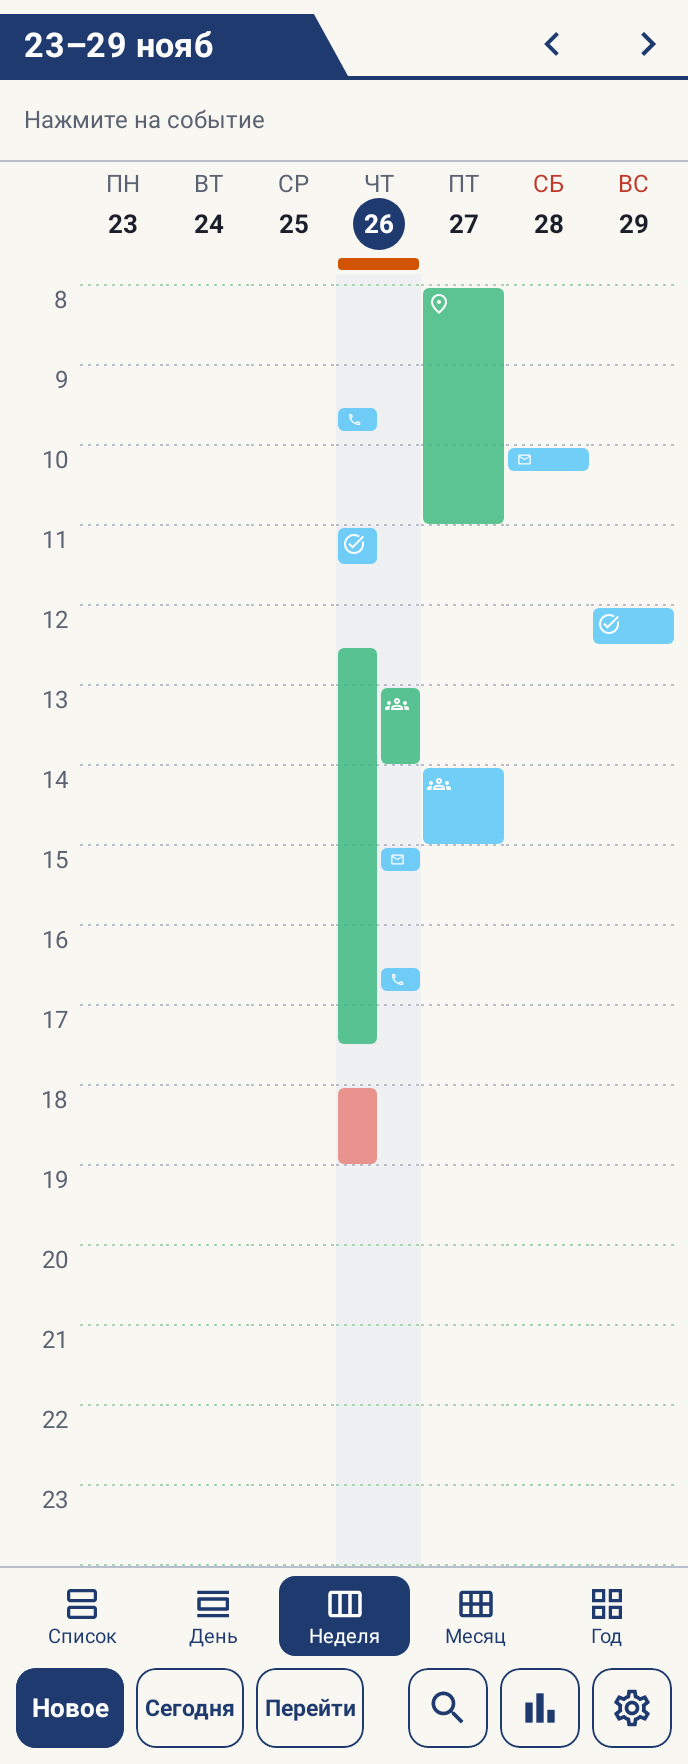 23–29 нояб
Нажмите на событие
ПН ВТ СР ЧТ ПТ СБ ВС
23 24 25 26 27 28 29
8
9
10
11
12
13
14
15
16
17
18
19
20
21
22
23
Список День Неделя Месяц Год
Новое Сегодня Перейти